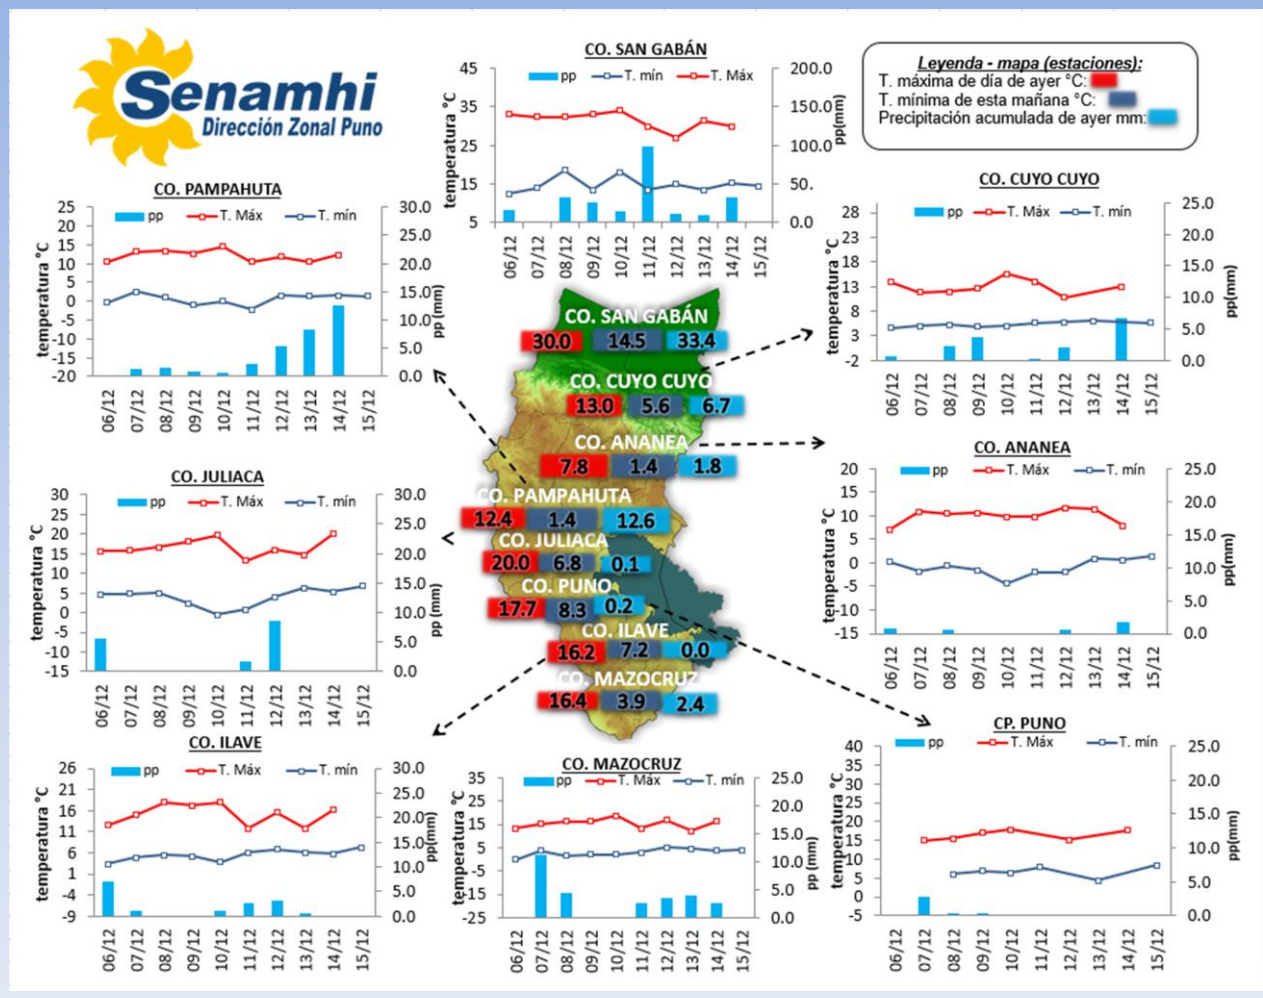 Senamhi
Dirección Zonal Puno
CO. SAN GABÁN
pp T. mín T. Máx
temperatura °C
45
35
25
15
5
pp(mm)
200.0
150.0
100.0
50.
0.0
06/12 07/12 08/12 09/12 10/12 11/12 12/12 13/12 14/12 15/12
Leyenda - mapa (estaciones):
T. máxima de día de ayer °C:
T. mínima de esta mañana °C:
Precipitación acumulada de ayer mm:
CO. PAMPAHUTA
pp T. Máx T. mín
temperatura °C
25
20
15
10
5
0
-5
-10
-15
-20
pp (mm)
30.0
25.0
20.0
15.0
10.0
5.0
0.0
06/12 07/12 08/12 09/12 10/12 11/12 12/12 13/12 14/12 15/12
CO. CUYO CUYO
pp T. Máx T. mín
temperatura °C
28
23
18
13
8
3
-2
pp(mm)
25.0
20.0
15.0
10.0
5.0
0.0
06/12 07/12 08/12 09/12 10/12 11/12 12/12 13/12 14/12 15/12
CO. SAN GABÁN
30.0 14.5 33.4
CO. CUYO CUYO
13.0 5.6 6.7
CO. ANANEA
7.8 1.4 1.8
CO. PAMPAHUTA
12.4 1.4 12.6
CO. JULIACA
20.0 6.8 0.1
CO. PUNO
17.7 8.3 0.2
CO. ILAVE
16.2 7.2 0.0
CO. MAZOCRUZ
16.4 3.9 2.4
CO. JULIACA
pp T. Máx T. mín
temperatura °C
30
25
20
15
10
5
0
-5
-10
-15
pp (mm)
30.0
25.0
20.0
15.0
10.0
5.0
0.0
06/12 07/12 08/12 09/12 10/12 11/12 12/12 13/12 14/12 15/12
CO. ANANEA
pp T. Máx T. mín
temperatura °C
20
15
10
5
0
-5
-10
-15
pp(mm)
25.0
20.0
15.0
10.0
5.0
0.0
06/12 07/12 08/12 09/12 10/12 11/12 12/12 13/12 14/12 15/12
CO. ILAVE
pp T. Máx T. mín
temperatura °C
26
21
16
11
6
1
-4
-9
pp(mm)
30.0
25.0
20.0
15.0
10.0
5.0
0.0
06/12 07/12 08/12 09/12 10/12 11/12 12/12 13/12 14/12 15/12
CO. MAZOCRUZ
pp T. Máx T. mín
temperatura °C
35
25
15
5
-5
-15
-25
pp (mm)
25.0
20.0
15.0
10.0
5.0
0.0
06/12 07/12 08/12 09/12 10/12 11/12 12/12 13/12 14/12 15/12
CP. PUNO
pp T. Máx T. mín
temperatura °C
40
35
30
25
20
15
10
5
0
-5
pp(mm)
25.0
20.0
15.0
10.0
5.0
0.0
06/12 07/12 08/12 09/12 10/12 11/12 12/12 13/12 14/12 15/12